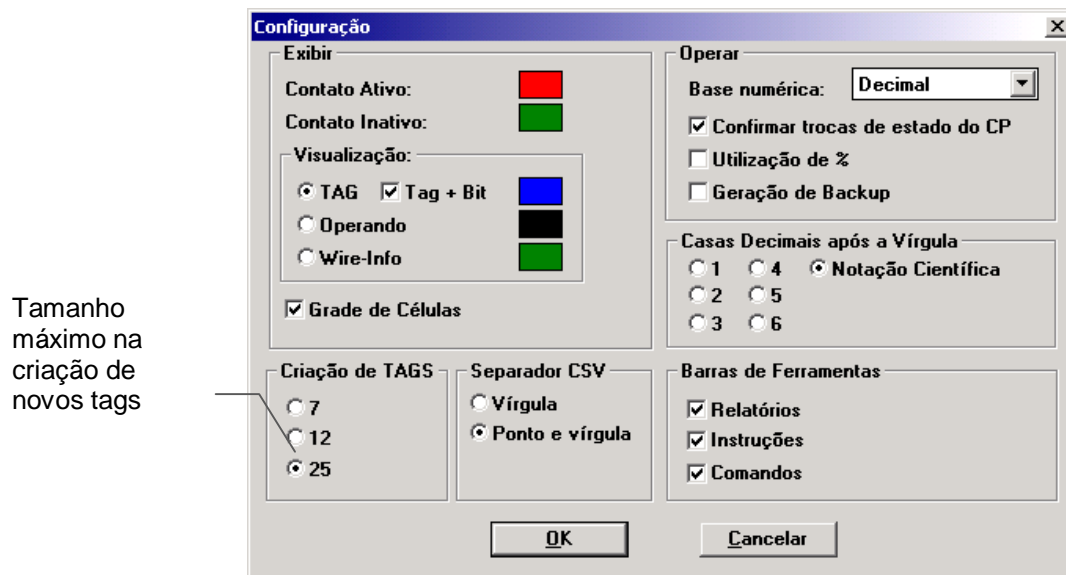 Configuração
Exibir
Contato Ativo:
Contato Inativo:
Visualização:
TAG Tag + Bit
Operando
Wire-Info
Grade de Células
Operar
Base numérica: Decimal
Confirmar trocas de estado do CP
Utilização de %
Geração de Backup
Casas Decimais após a Vírgula
1 4 Notação Científica
2 5
3 6
Tamanho
máximo na
criação de
novos tags
Criação de TAGS
7
12
25
Separador CSV
Vírgula
Ponto e vírgula
Barras de Ferramentas
Relatórios
Instruções
Comandos
OK Cancelar